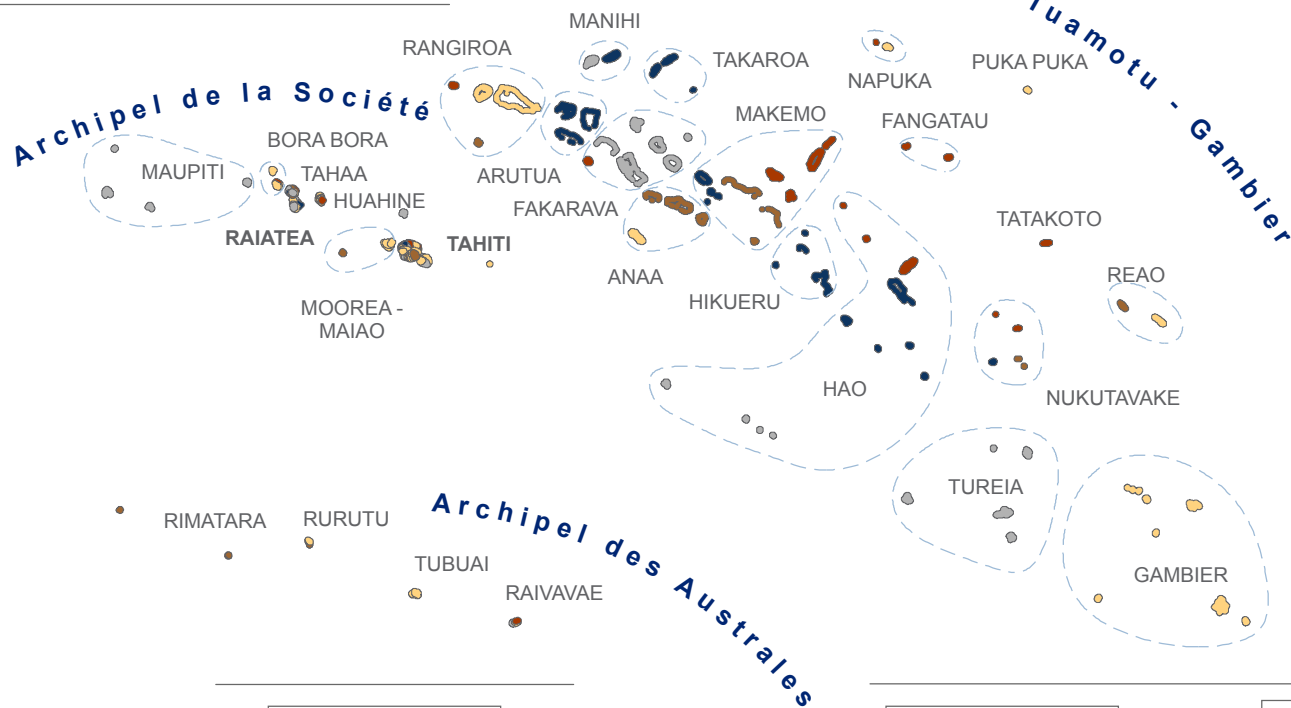 Tuamotu - Gambier
MANIHI
RANGIROA
TAKAROA
NAPUKA
PUKA PUKA
Archipel de la Société
MAKEMO
FANGATAU
BORA BORA
MAUPITI
TAHAA
ARUTUA
HUAHINE
FAKARAVA
TATAKOTO
RAIATEA
TAHITI
ANAA
REAO
HIKUERU
MOOREA -
MAIAO
HAO
NUKUTAVAKE
TUREIA
Archipel des Australes
RIMATARA
RURUTU
TUBUAI
GAMBIER
RAIVAVAE